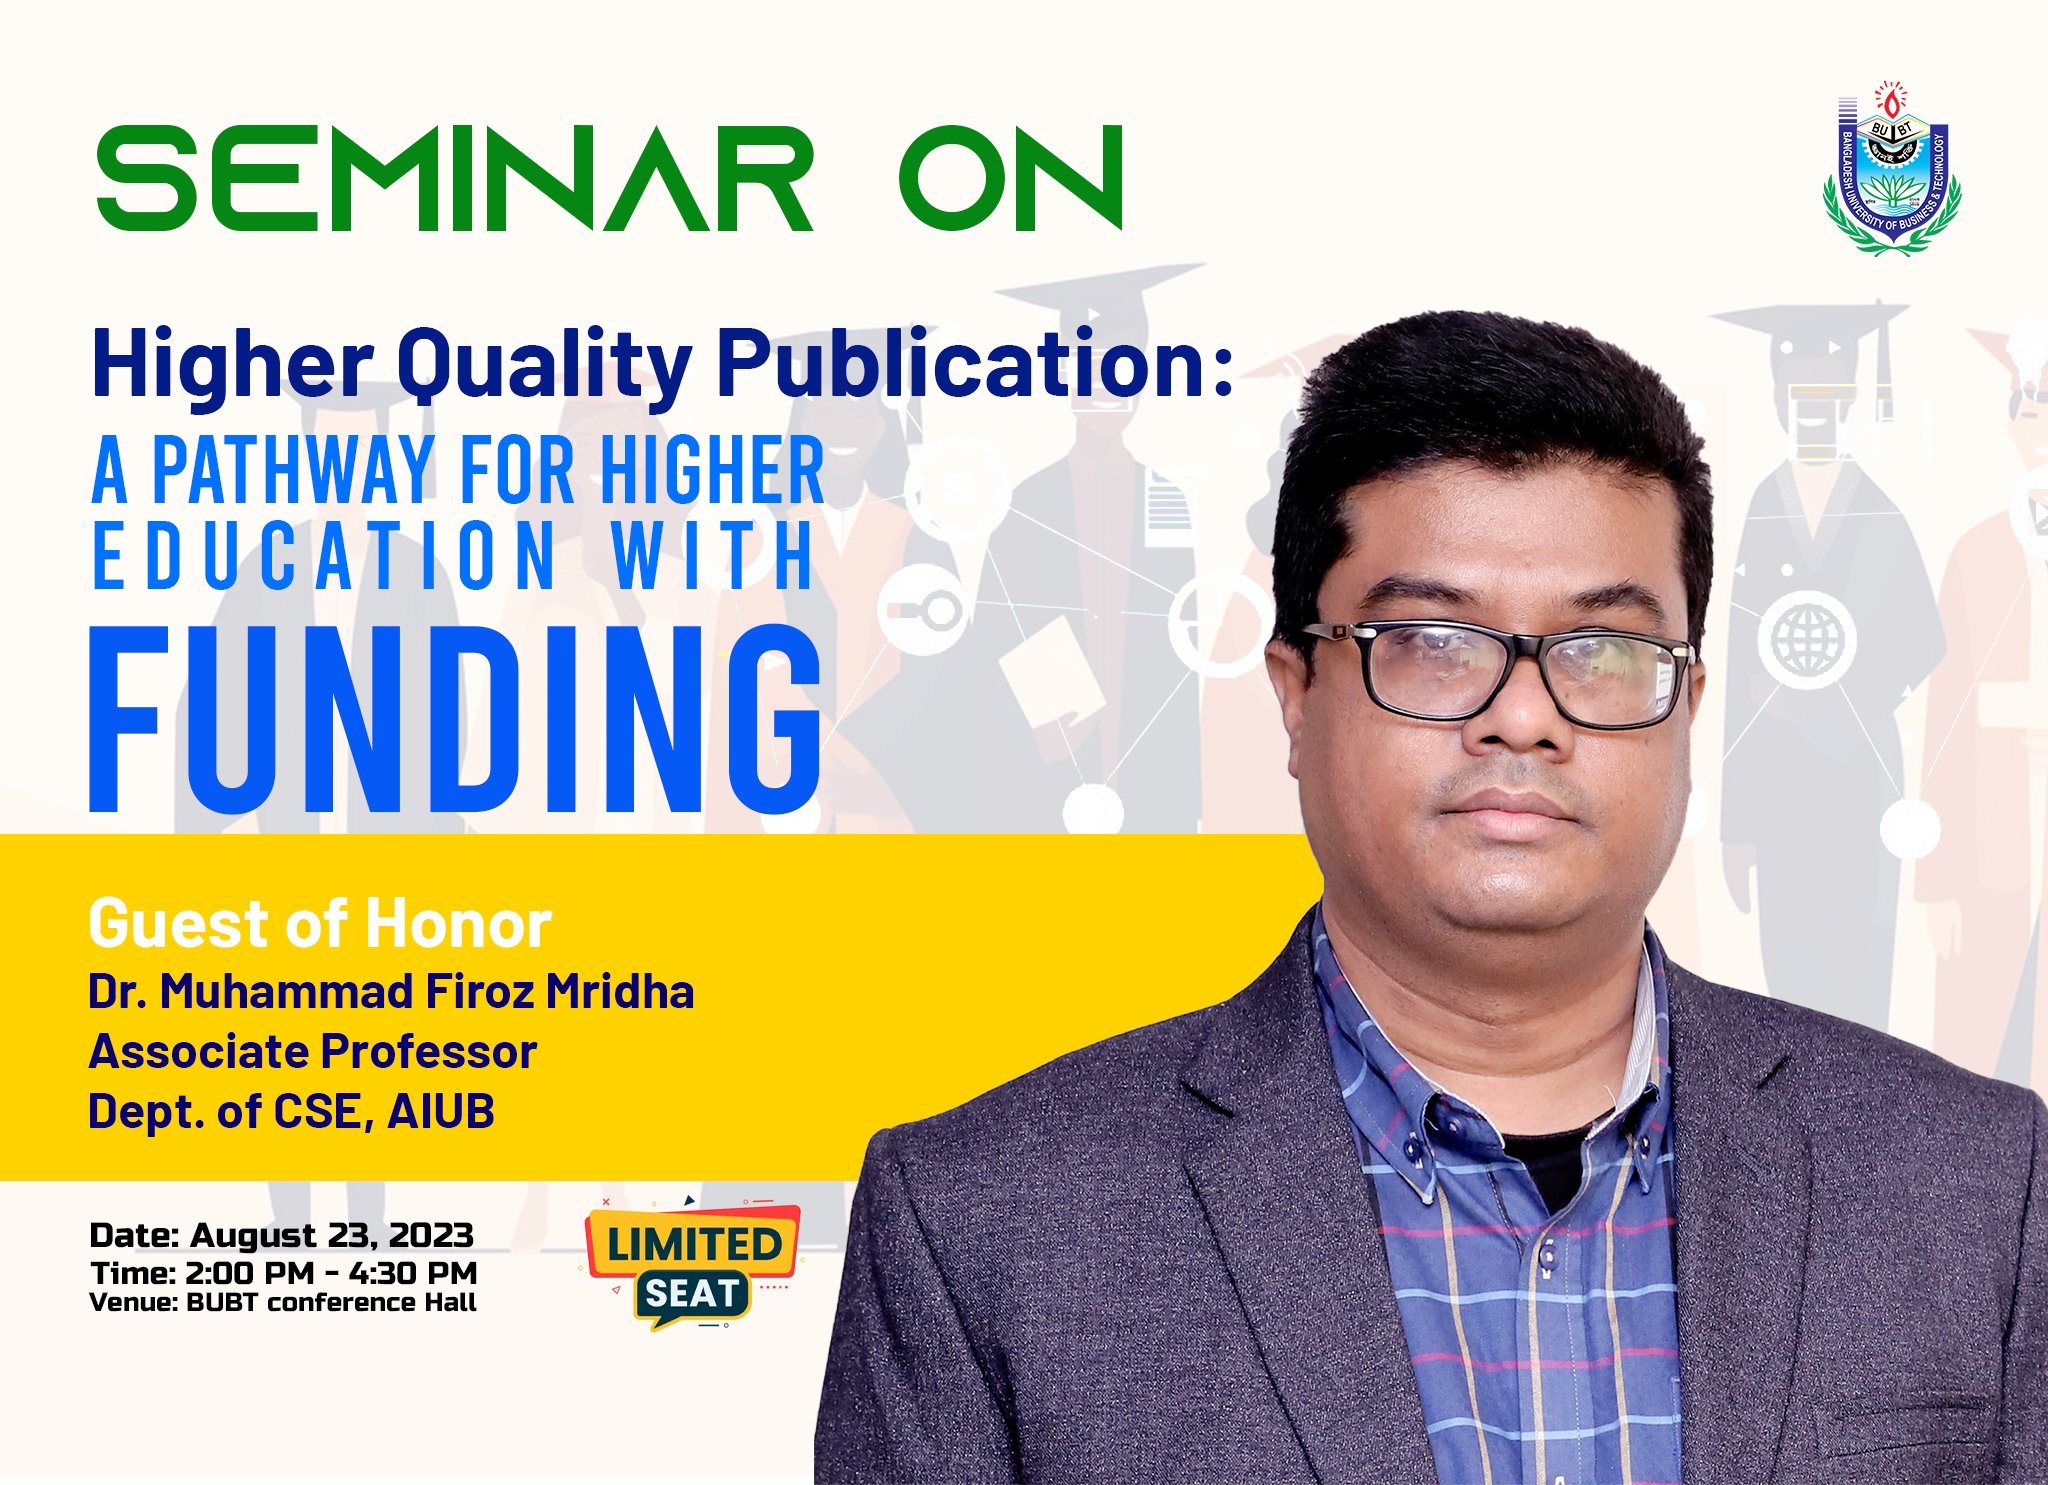 SEMINAR ON
BU BT
জ্ঞানই শক্তি
BANGLADESH UNIVERSITY OF BUSINESS & TECHNOLOGY
Higher Quality Publication:
A PATHWAY FOR HIGHER
EDUCATION WITH
FUNDING
Guest of Honor
Dr. Muhammad Firoz Mridha
Associate Professor
Dept. of CSE, AIUB
Date: August 23, 2023
Time: 2:00 PM - 4:30 PM
Venue: BUBT conference Hall
LIMITED
SEAT